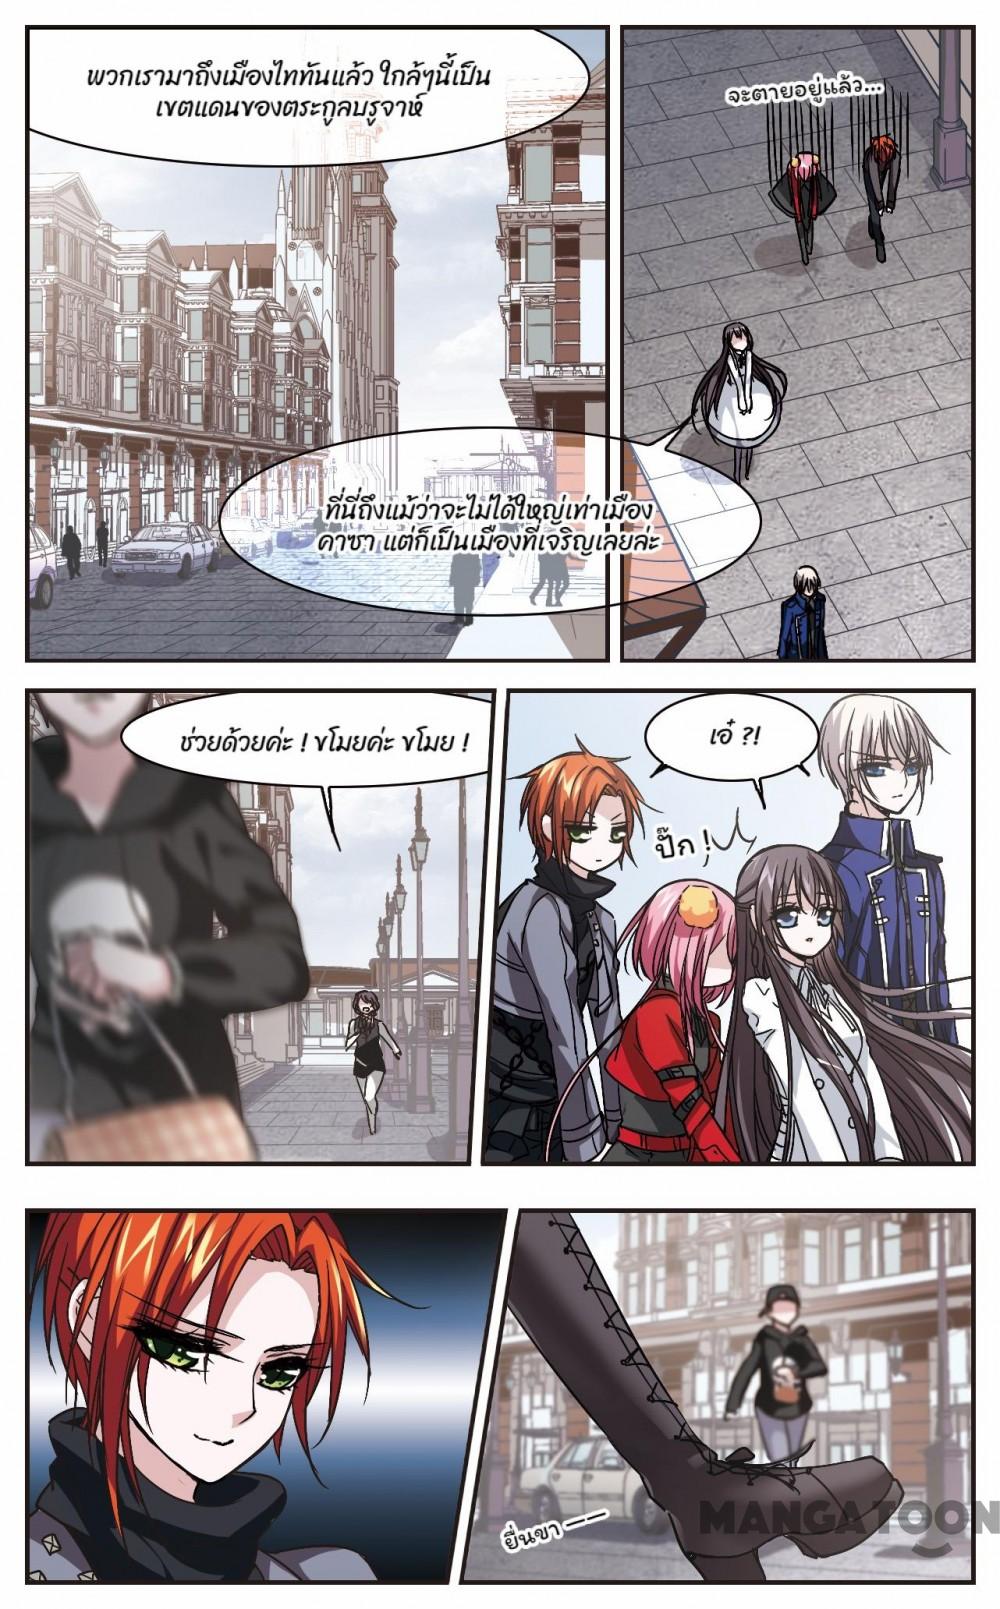 พวกเรามาถึงเมืองไททันแล้ว ใกล้ๆนี้เป็น
เขตแดนของตระกูลบรูจาห์
จะตายอยู่แล้ว...
ที่นี่ถึงแม้ว่าจะไม่ได้ใหญ่เท่าเมือง
คาซา แต่ก็เป็นเมืองที่เจริญเลยล่ะ
ช่วยด้วยค่ะ ! ขโมยค่ะ ขโมย !
เอ๋ ?!
ปั๊ก !
ยื่นขา ——
MANGATOON